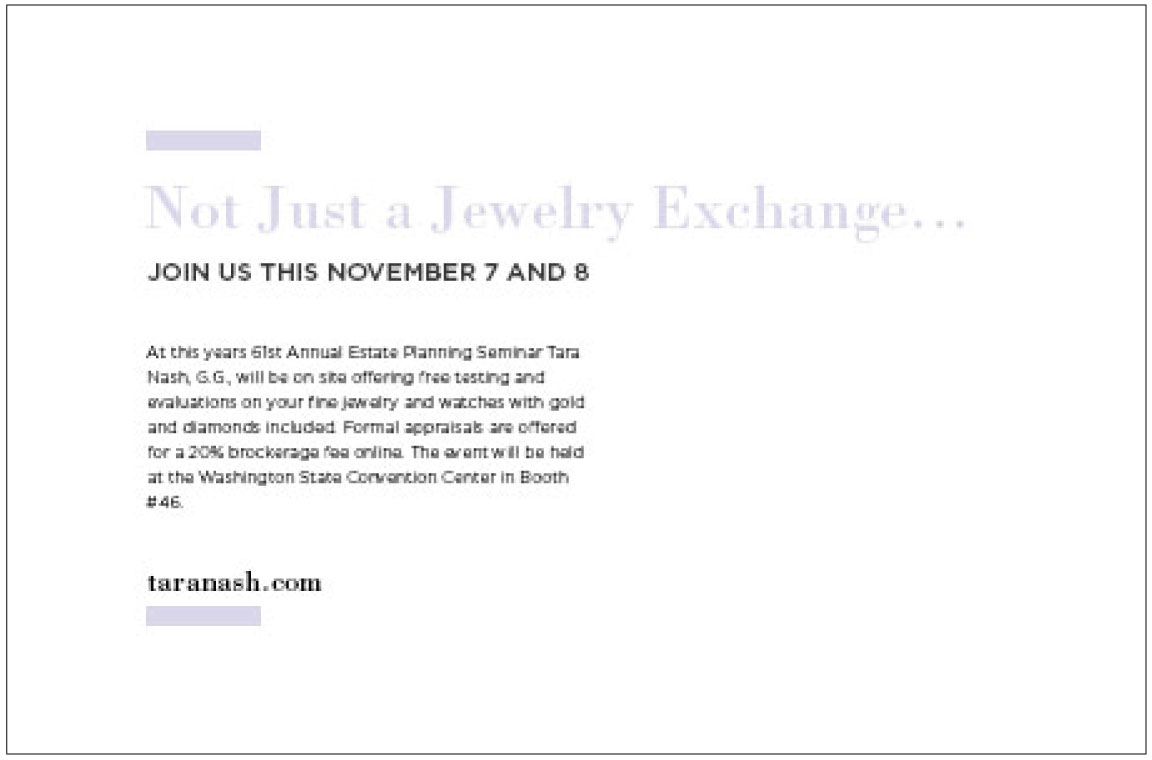 Not Just a Jewelry Exchange...
JOIN US THIS NOVEMBER 7 AND 8
At this years 61st Annual Estate Planning Seminar Tara
Nash, G.G., will be on site offering free testing and
evaluations on your fine jewelry and watches with gold
and diamonds included. Formal appraisals are offered
for a 20% brockerage fee online. The event will be held
at the Washington State Convention Center in Booth
#46.
taranash.com